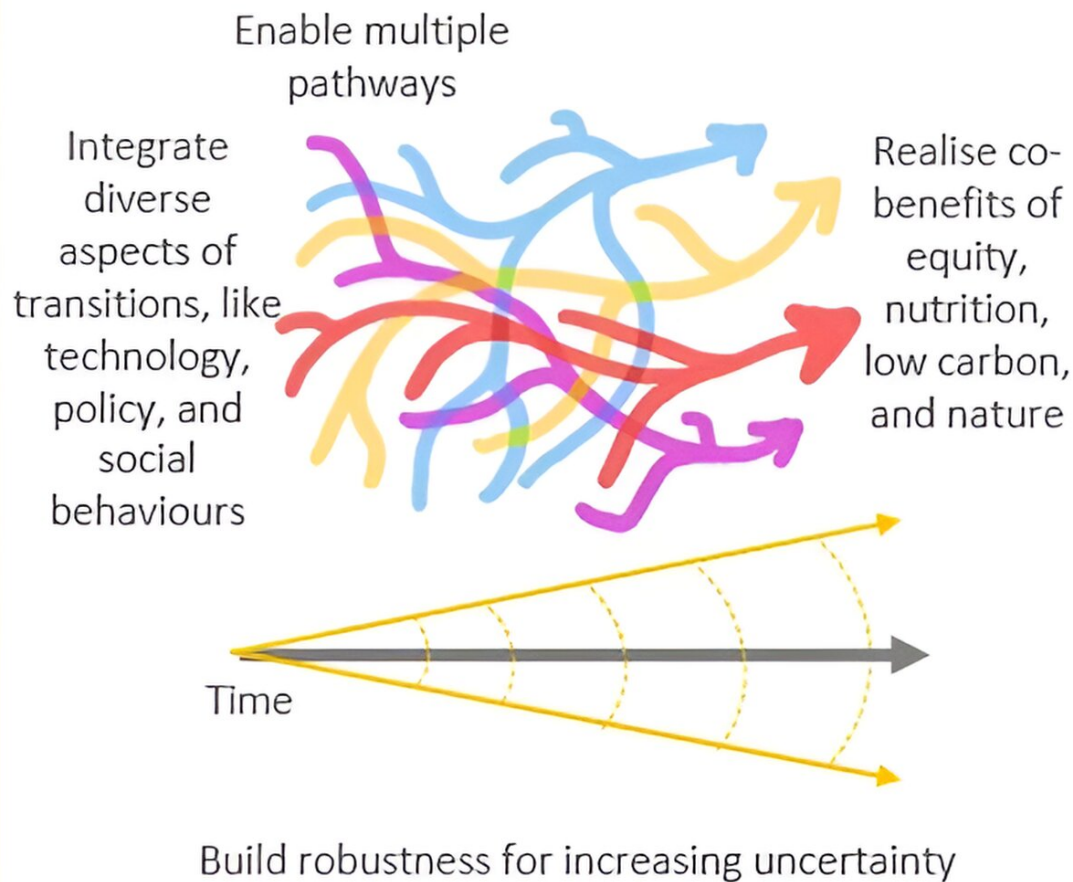 Enable multiple
pathways
Integrate
diverse
aspects of
transitions, like
technology,
policy, and
social
behaviours
Realise co-
benefits of
equity,
nutrition,
low carbon,
and nature
Time
Build robustness for increasing uncertainty